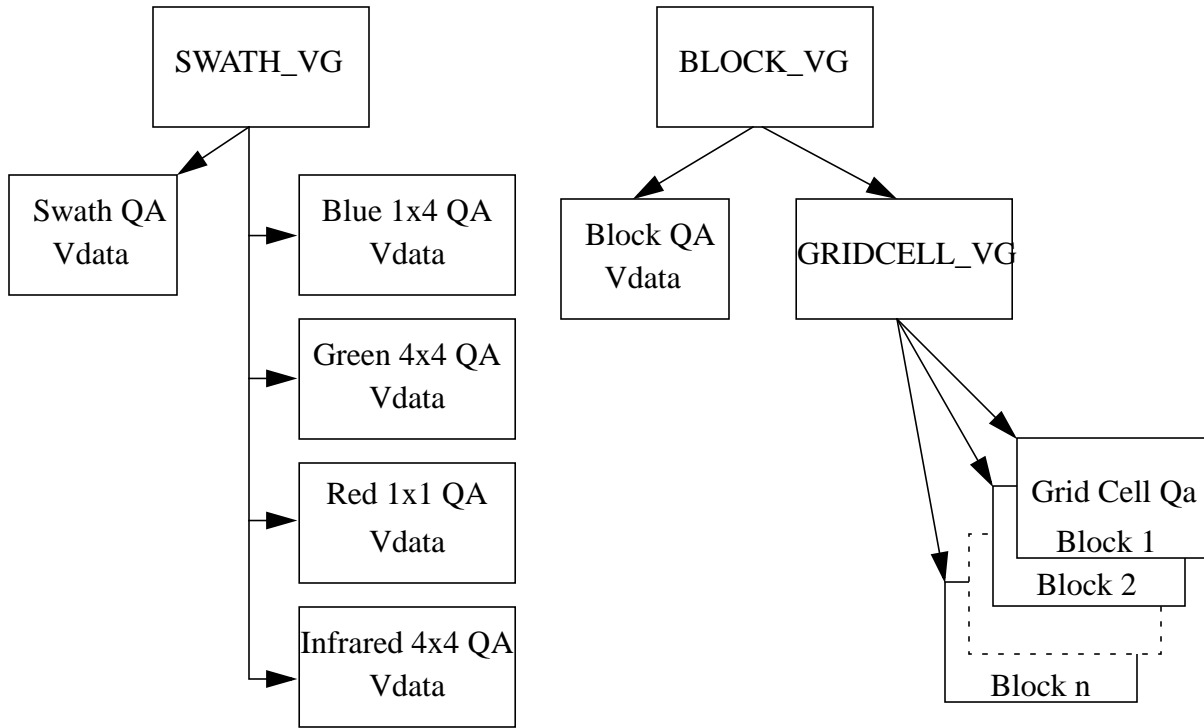 SWATH_VG
BLOCK_VG
Swath QA
Vdata
Blue 1x4 QA
Vdata
Green 4x4 QA
Vdata
Red 1x1 QA
Vdata
Infrared 4x4 QA
Vdata
Block QA
Vdata
GRIDCELL_VG
Grid Cell Qa
Block 1
Block 2
Block n